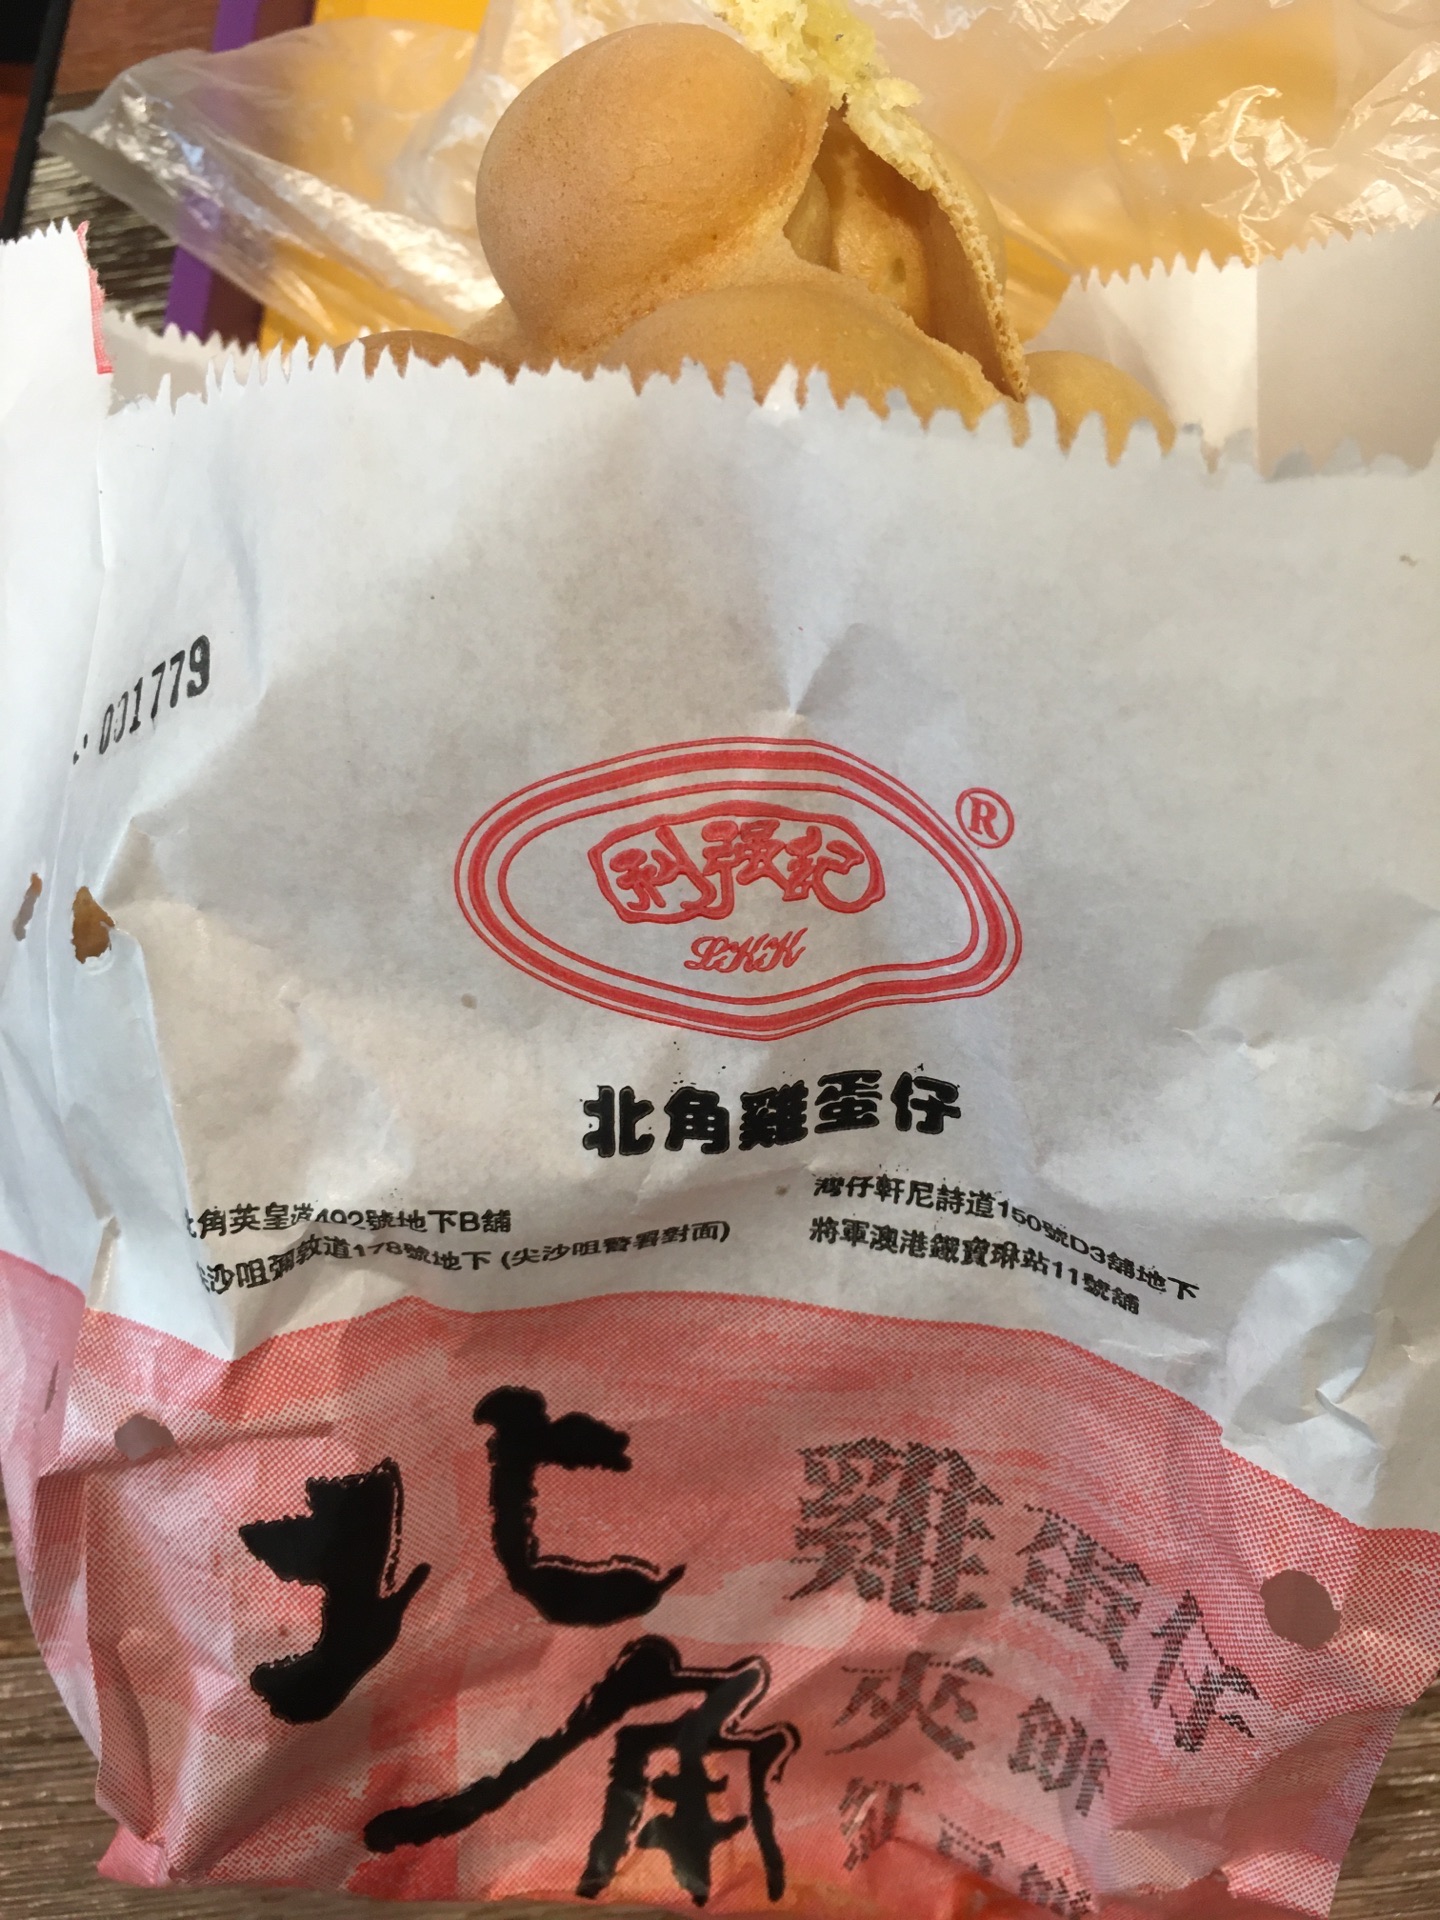 001779
利强記
LKK
®
北角雞蛋仔
北角英皇道492號地下B舖
尖沙咀彌敦道178號地下 (尖沙咀警署對面)
灣仔軒尼詩道150號D3舖地下
將軍澳港鐵寶琳站11號舖
北角
雞蛋仔
夾餅